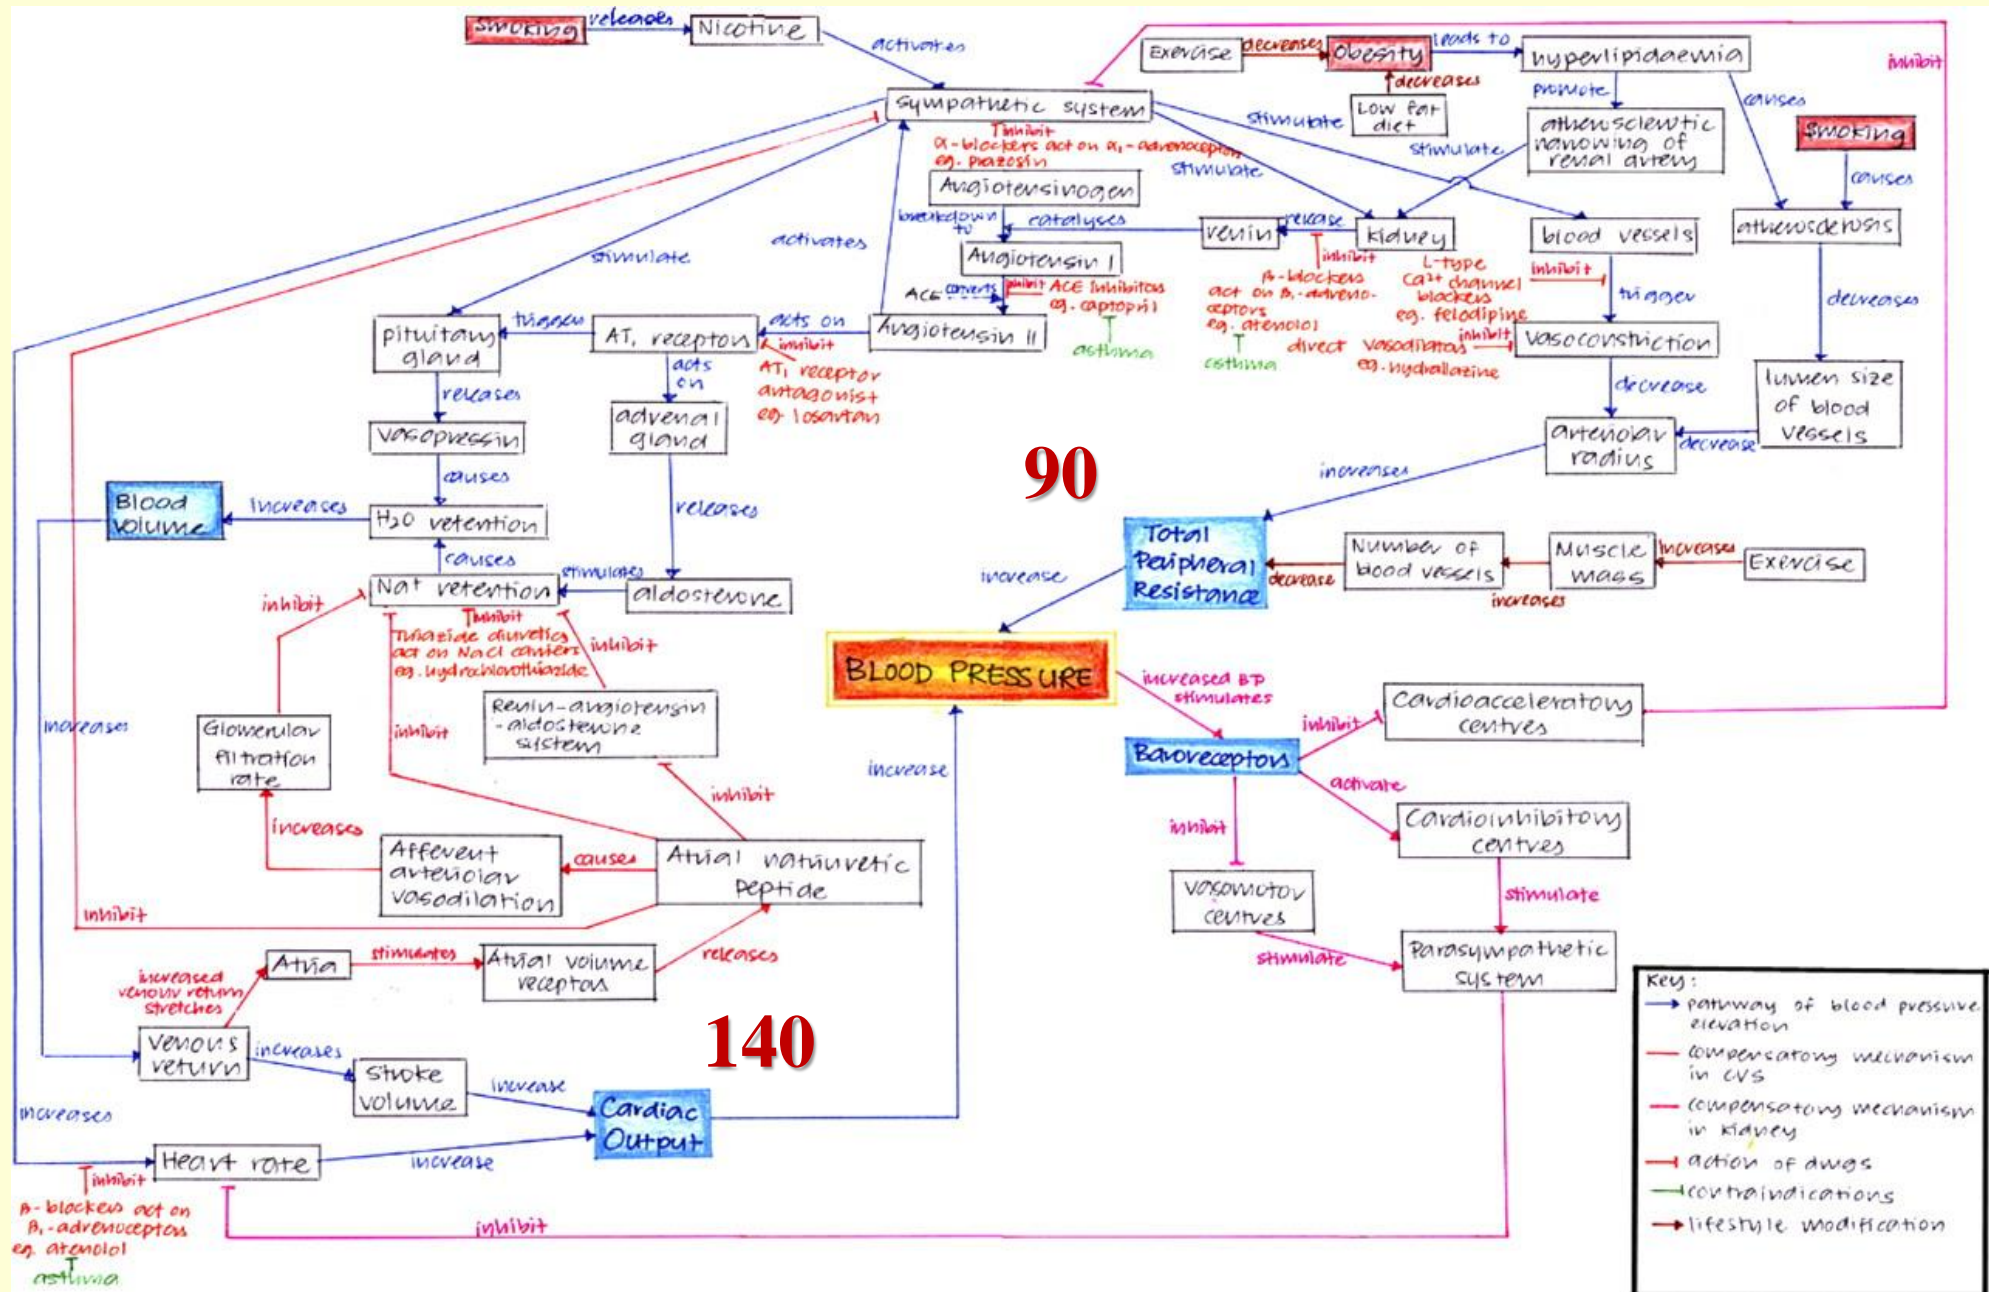 Smoking
releases
Nicotine
activates
Exercise
decreases
Obesity
leads to
hyperlipidaemia
inhibit
decreases
Low fat
diet
promote
causes
sympathetic system
stimulate
atherosclerotic
narrowing of
renal artery
Smoking
causes
inhibit
α-blockers act on α₁-adrenoceptors
eg. prazosin
stimulate
stimulate
Angiotensinogen
breakdown
to
catalyses
renin
release
kidney
blood vessels
atherosclerosis
activates
stimulate
Angiotensin I
inhibit
β-blockers
act on β₁-adreno-
ceptors
eg. atenolol
asthma
L-type
Ca²⁺ channel
blockers
eg. felodipine
inhibit
trigger
decreases
ACE
converts
inhibit
ACE inhibitors
eg. captopril
asthma
pituitary
gland
triggers
AT₁ receptors
acts on
Angiotensin II
inhibit
AT₁ receptor
antagonist
eg. losartan
direct vasodilators
eg. hydrallazine
inhibit
vasoconstriction
releases
acts
on
decrease
lumen size
of blood
vessels
vasopressin
adrenal
gland
arteriolar
radius
decrease
90
increases
causes
Blood
volume
increases
H₂O retention
releases
causes
Total
Peripheral
Resistance
decrease
Number of
blood vessels
increases
Muscle
mass
increases
Exercise
increase
Na⁺ retention
stimulates
aldosterone
inhibit
inhibit
Thiazide diuretics
act on NaCl carriers
eg. hydrochlorothiazide
inhibit
BLOOD PRESSURE
increased BP
stimulates
Cardioacceleratory
centres
inhibit
increases
Glomerular
filtration
rate
inhibit
Renin-angiotensin
-aldosterone
system
Baroreceptors
increase
inhibit
activate
Cardioinhibitory
centres
inhibit
increases
Afferent
arteriolar
vasodilation
causes
Atrial natriuretic
peptide
vasomotor
centres
stimulate
inhibit
stimulate
Parasympathetic
system
increased
venous return
stretches
Atria
stimulates
Atrial volume
receptors
releases
140
venous
return
increases
stroke
volume
increase
Cardiac
Output
increases
Heart rate
increase
inhibit
β-blockers act on
β₁-adrenoceptors
eg. atenolol
asthma
inhibit
Key:
pathway of blood pressure
elevation
compensatory mechanism
in CVS
compensatory mechanism
in kidney
action of drugs
contraindications
lifestyle modification